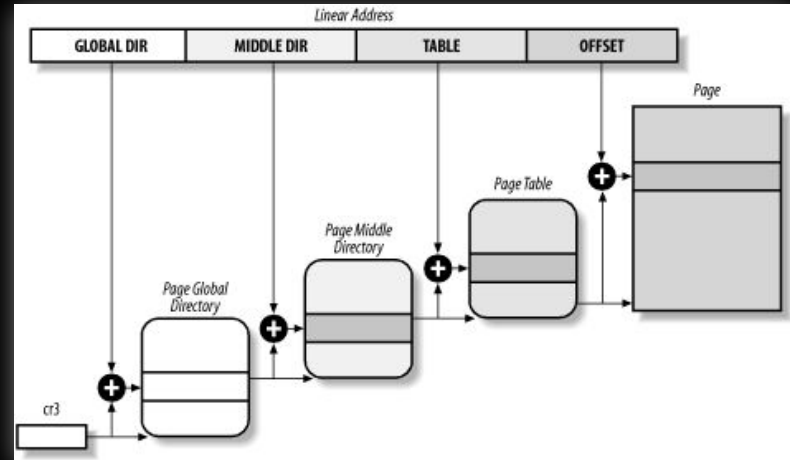 Linear Address
GLOBAL DIR
MIDDLE DIR
TABLE
OFFSET
Page
Page Table
Page Middle
Directory
Page Global
Directory
cr3